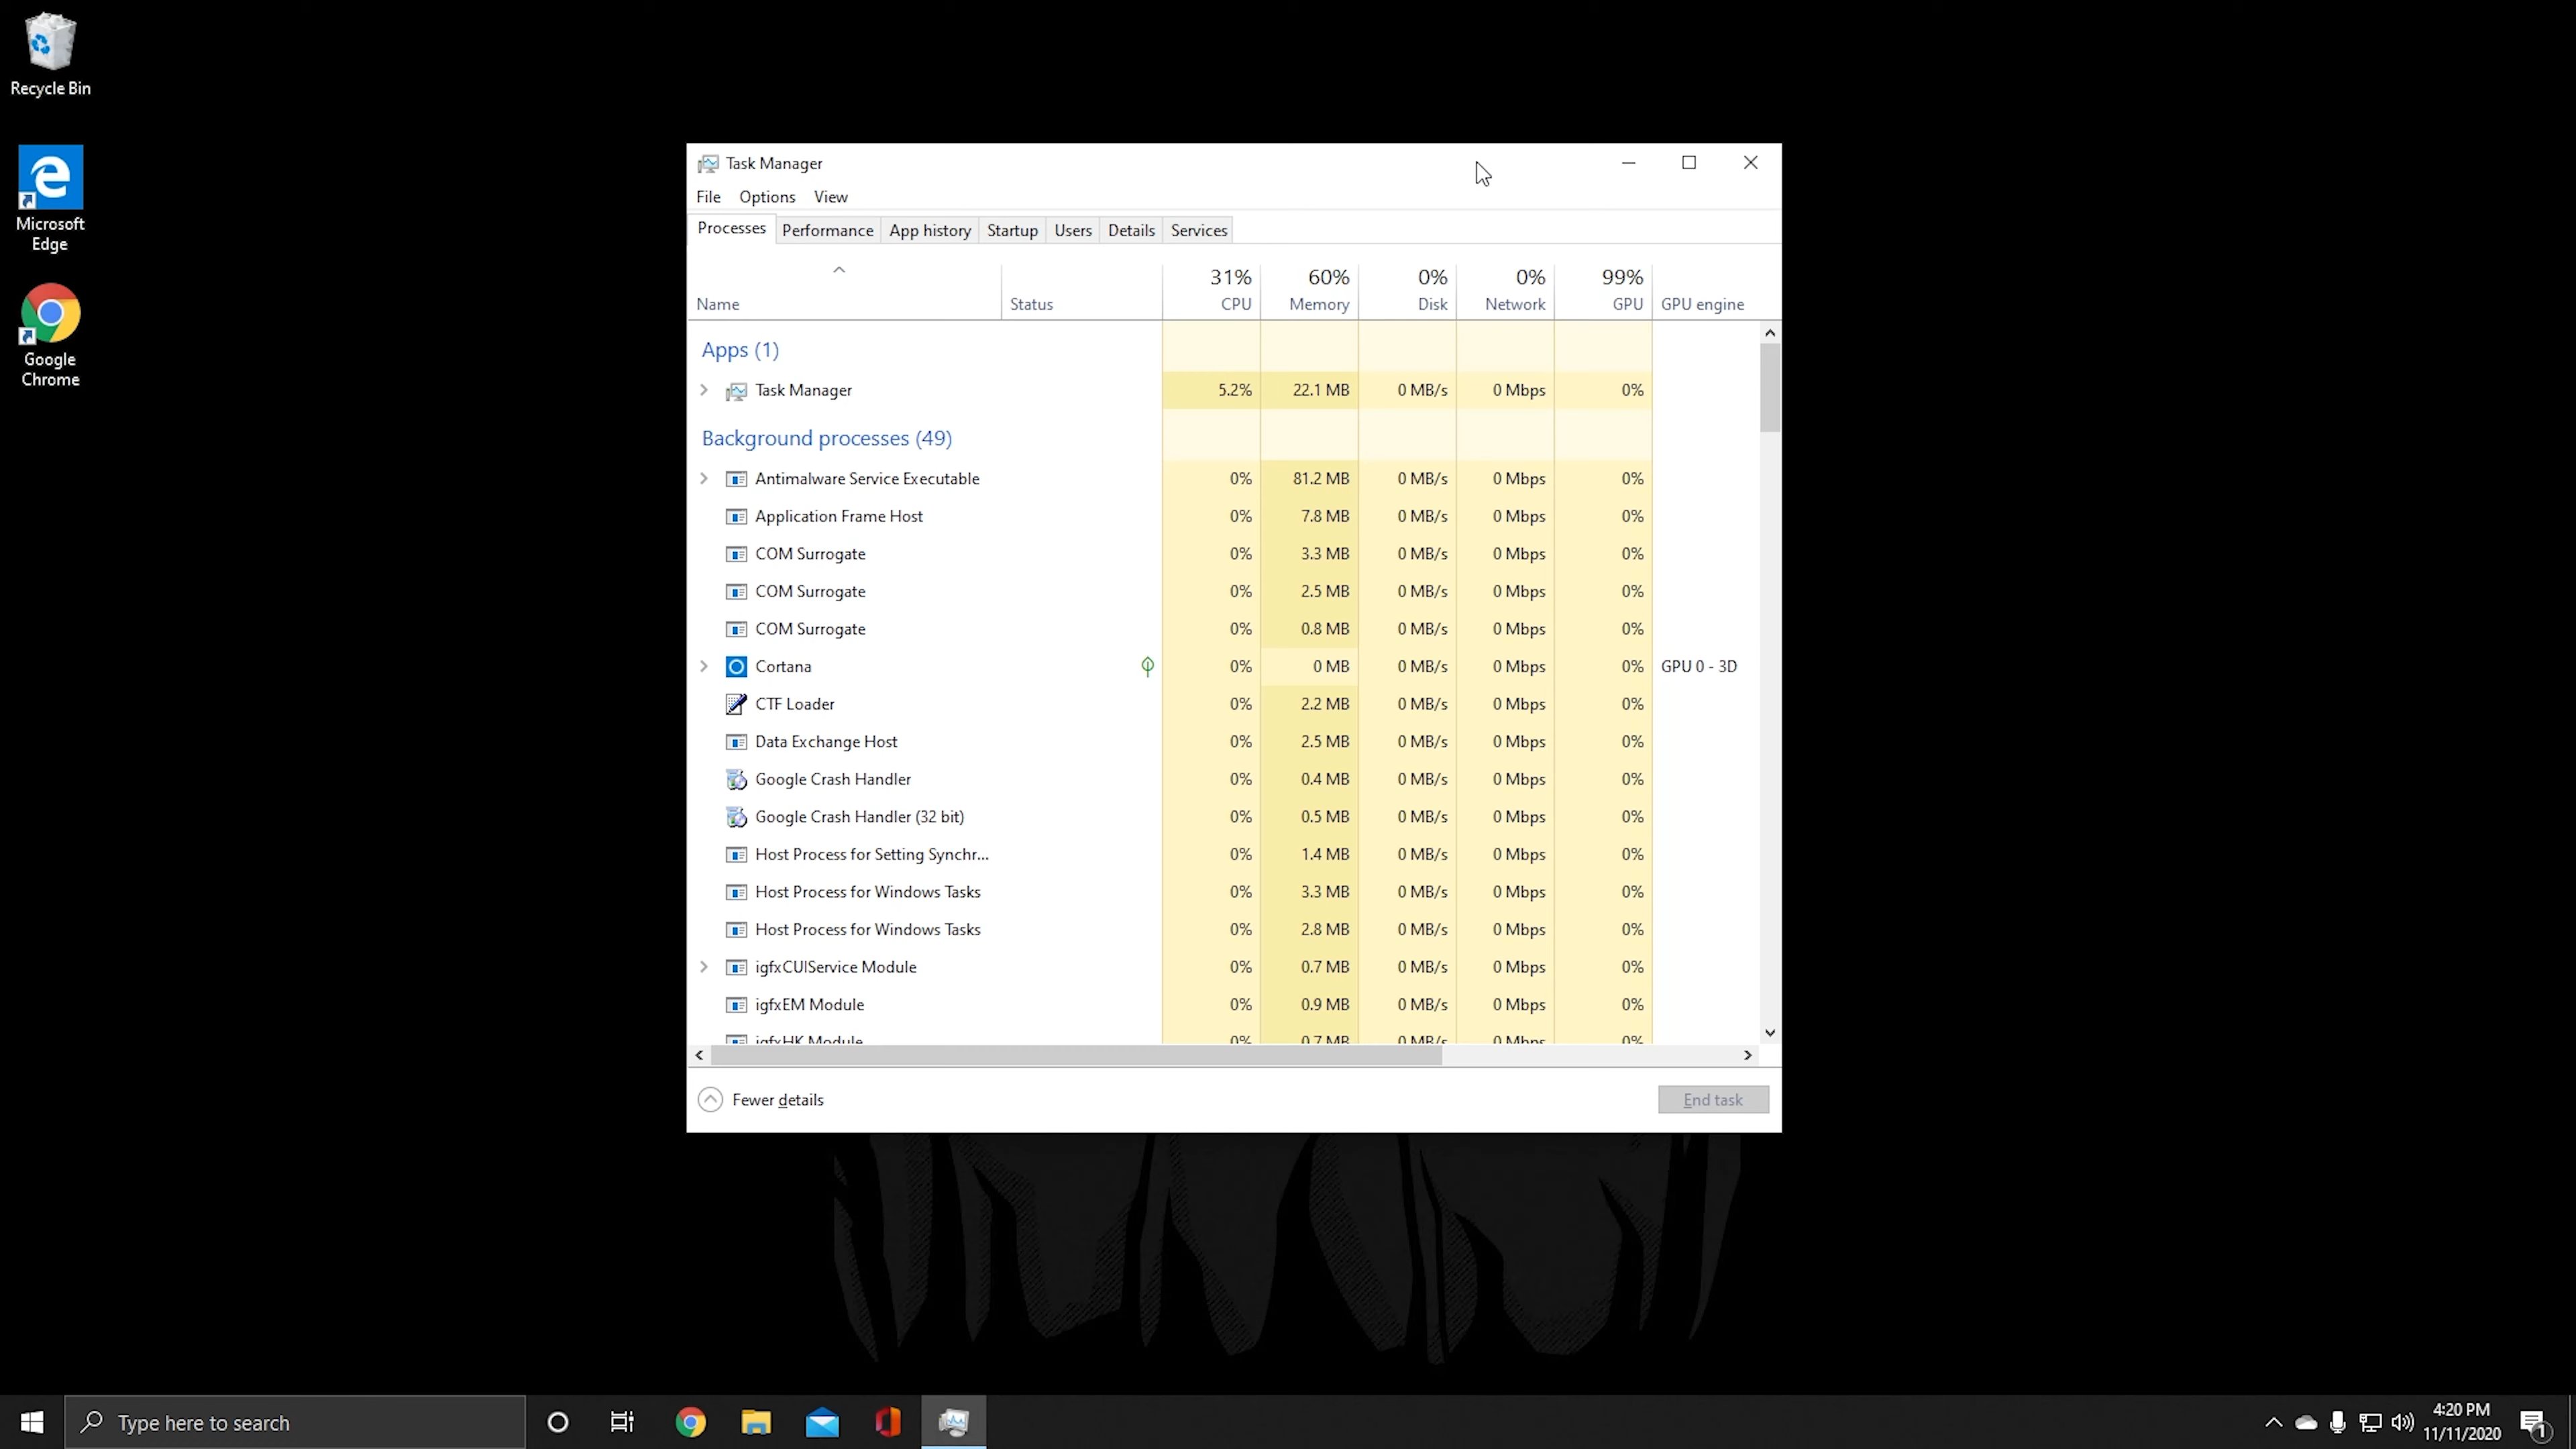 Recycle Bin
Microsoft
Edge
Google
Chrome
Task Manager
File Options View
Processes Performance App history Startup Users Details Services
31% 60% 0% 0% 99%
Name Status CPU Memory Disk Network GPU GPU engine
Apps (1)
Task Manager 5.2% 22.1 MB 0 MB/s 0 Mbps 0%
Background processes (49)
Antimalware Service Executable 0% 81.2 MB 0 MB/s 0 Mbps 0%
Application Frame Host 0% 7.8 MB 0 MB/s 0 Mbps 0%
COM Surrogate 0% 3.3 MB 0 MB/s 0 Mbps 0%
COM Surrogate 0% 2.5 MB 0 MB/s 0 Mbps 0%
COM Surrogate 0% 0.8 MB 0 MB/s 0 Mbps 0%
Cortana 0% 0 MB 0 MB/s 0 Mbps 0% GPU 0 - 3D
CTF Loader 0% 2.2 MB 0 MB/s 0 Mbps 0%
Data Exchange Host 0% 2.5 MB 0 MB/s 0 Mbps 0%
Google Crash Handler 0% 0.4 MB 0 MB/s 0 Mbps 0%
Google Crash Handler (32 bit) 0% 0.5 MB 0 MB/s 0 Mbps 0%
Host Process for Setting Synchr... 0% 1.4 MB 0 MB/s 0 Mbps 0%
Host Process for Windows Tasks 0% 3.3 MB 0 MB/s 0 Mbps 0%
Host Process for Windows Tasks 0% 2.8 MB 0 MB/s 0 Mbps 0%
igfxCUIService Module 0% 0.7 MB 0 MB/s 0 Mbps 0%
igfxEM Module 0% 0.9 MB 0 MB/s 0 Mbps 0%
igfxHK Module 0% 0.7 MB 0 MB/s 0 Mbps 0%
Fewer details End task
Type here to search
4:20 PM
11/11/2020
1